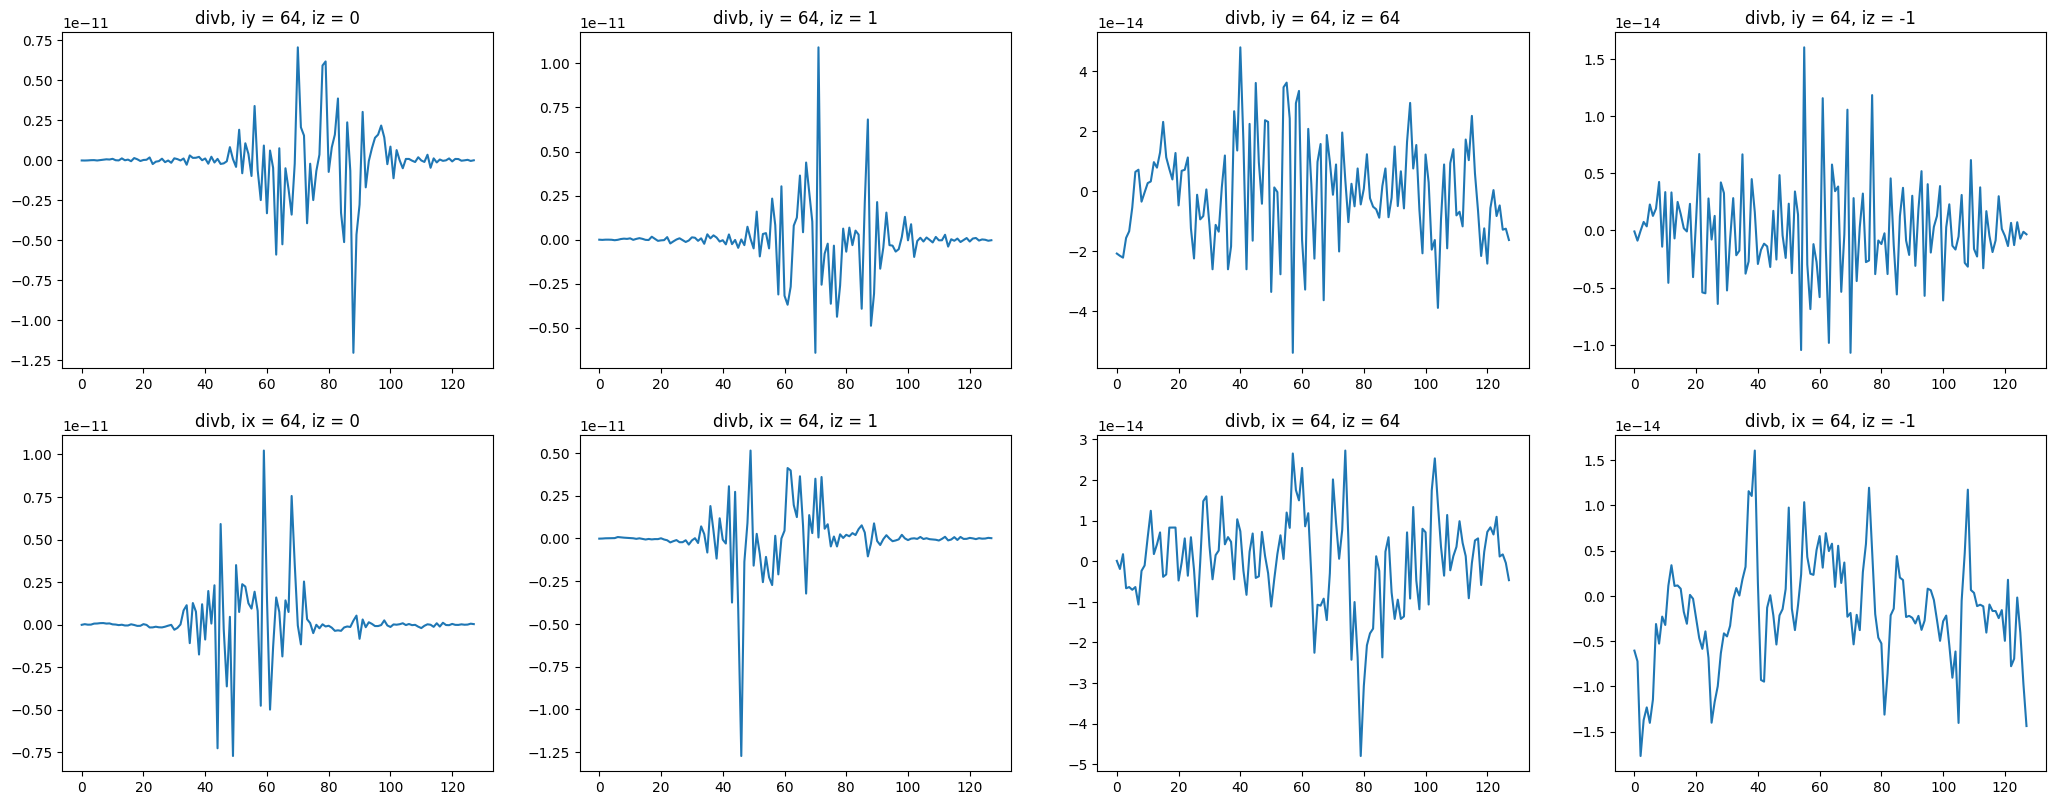 divb, iy = 64, iz = 0
1e−11
0.75
0.50
0.25
0.00
−0.25
−0.50
−0.75
−1.00
−1.25
0 20 40 60 80 100 120
divb, iy = 64, iz = 1
1e−11
1.00
0.75
0.50
0.25
0.00
−0.25
−0.50
0 20 40 60 80 100 120
divb, iy = 64, iz = 64
1e−14
4
2
0
−2
−4
0 20 40 60 80 100 120
divb, iy = 64, iz = -1
1e−14
1.5
1.0
0.5
0.0
−0.5
−1.0
0 20 40 60 80 100 120
divb, ix = 64, iz = 0
1e−11
1.00
0.75
0.50
0.25
0.00
−0.25
−0.50
−0.75
0 20 40 60 80 100 120
divb, ix = 64, iz = 1
1e−11
0.50
0.25
0.00
−0.25
−0.50
−0.75
−1.00
−1.25
0 20 40 60 80 100 120
divb, ix = 64, iz = 64
1e−14
3
2
1
0
−1
−2
−3
−4
−5
0 20 40 60 80 100 120
divb, ix = 64, iz = -1
1e−14
1.5
1.0
0.5
0.0
−0.5
−1.0
−1.5
0 20 40 60 80 100 120